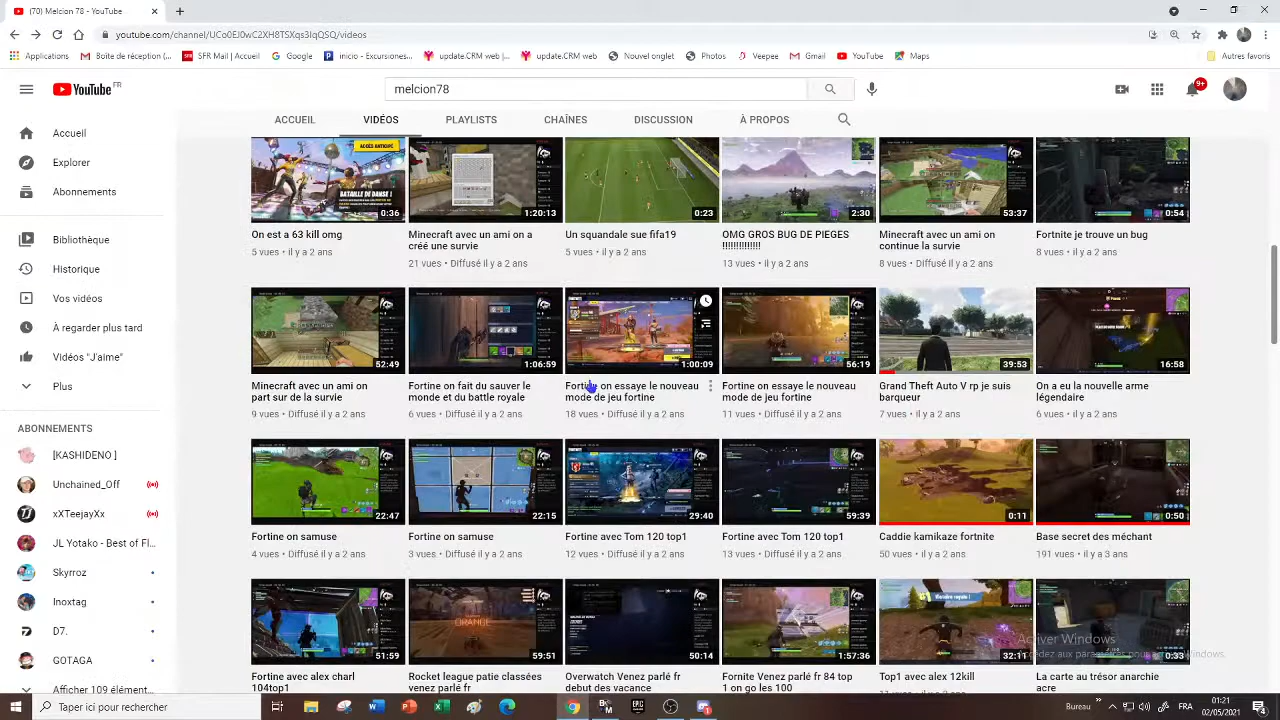 (70) Melcion 78 - YouTube
youtube.com/channel/UCo0EJ0wC2XH8TSXqs3lqQSQ/videos
Applications
Boîte de réception (...
SFR Mail | Accueil
Google
P inicio - excursiones...
update.CRM web |...
update.CRM web
Nouvel onglet
Photos
Veepee
Gmail
YouTube
Maps
Autres favoris
YouTube FR
melcion78
9+
ACCUEIL
VIDÉOS
PLAYLISTS
CHAÎNES
DISCUSSION
À PROPOS
Accueil
Explorer
Abonnements
Bibliothèque
Historique
Vos vidéos
À regarder plus tard
Vidéos "J'aime"
Plus
ABONNEMENTS
[KASHIDENO ]
Unchained_Off
xXTeejayXx
JL Yotako - Best of Fl...
Skyrroz
Inoxtag
D7.
GOTAGA
Afficher 109 élément...
ACCÈS ANTICIPÉ
BATAILLE DE DANSE !
0:36
1:20:13
0:23
2:30
53:37
0:54
On est a 63 kill omg
5 vues • il y a 2 ans
Minecraft avec un ami on a
créé une survie
21 vues • Diffusé il y a 2 ans
Un squandale sue fifa19
5 vues • il y a 2 ans
OMG GROS BUG DE PIEGES
!!!!!!!!!!!!!
13 vues • il y a 2 ans
Minecraft avec un ami on
continue la survie
8 vues • Diffusé il y a 2 ans
Fortnite je trouve un bug
8 vues • il y a 2 ans
52:49
1:06:59
1:00:09
56:19
39:53
16:58
Minecraft avec un ami on
part sur de la survie
9 vues • Diffusé il y a 2 ans
Fortine on fait du sauver le
monde et du battle royale
6 vues • Diffusé il y a 2 ans
Fortine on essaye le nouveau
mode de jeu fortine
18 vues • Diffusé il y a 2 ans
Fortine on essaye le nouveau
mode de jeu fortine
11 vues • Diffusé il y a 2 ans
Grand Theft Auto V rp je suis
barqueur
7 vues • Diffusé il y a 2 ans
On a eu la nouvelle arme
légendaire
6 vues • Diffusé il y a 2 ans
22:47
22:15
29:40
59:39
0:11
0:50
Fortine on samuse
4 vues • Diffusé il y a 2 ans
Fortine on samuse
3 vues • Diffusé il y a 2 ans
Fortine avec Tom 120 top1
12 vues • Diffusé il y a 2 ans
Fortine avec Tom 120 top1
13 vues • Diffusé il y a 2 ans
Caddie kamikaze fortnite
50 vues • il y a 2 ans
Base secret des méchant
191 vues • il y a 3 ans
51:59
ORANGE
59:51
50:14
1:57:36
Victoire royale !
32:11
0:33
Fortine avec alex charl
104top1
Rocket league patie classées
venez parlé fr
Overwatch Venez parlé fr
debut des vacance
Fornite Venez parlé fr 84 top
1 on go les 100
Top1 avec alex 12kill
La carte au trésor anarchie
acre
Activer Windows
Taper ici pour rechercher
Bureau
FRA
01:21
02/05/2021